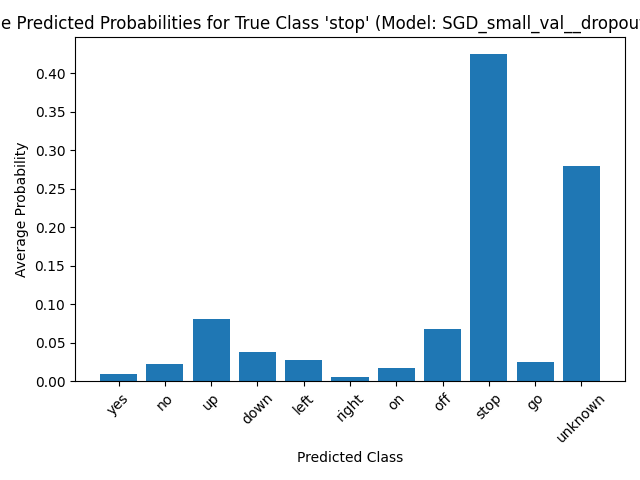 e Predicted Probabilities for True Class 'stop' (Model: SGD_small_val__dropou
0.40
0.35
0.30
0.25
0.20
0.15
0.10
0.05
0.00
Average Probability
yes
no
up
down
left
right
on
off
stop
go
unknown
Predicted Class